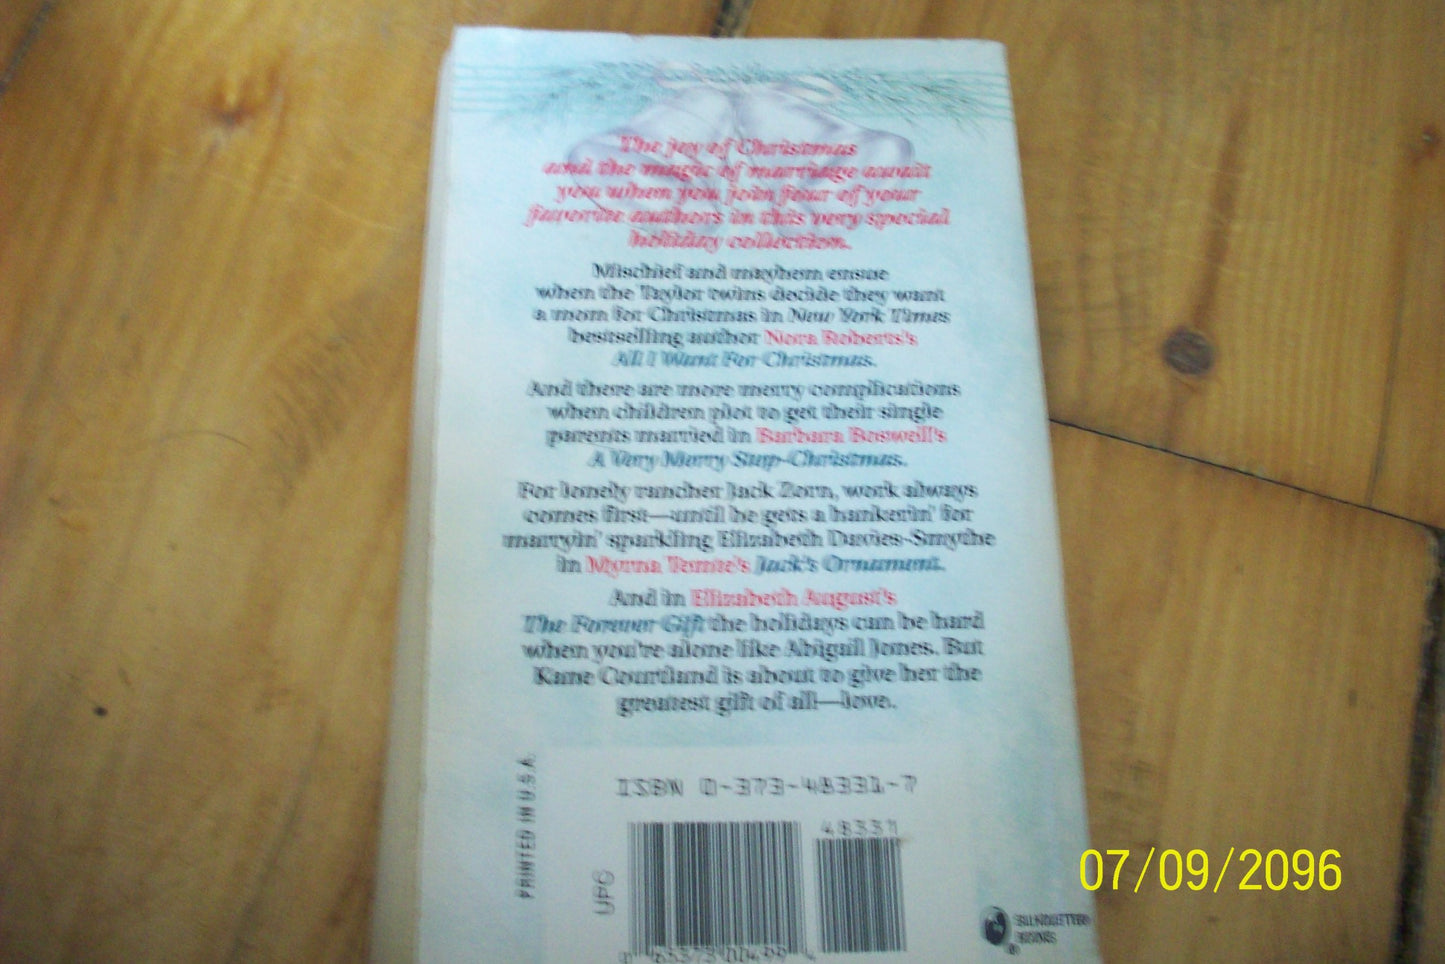 The joy of Christmas
and the magic of marriage await
you when you join four of your
favorite authors in this very special
holiday collection.
Mischief and mayhem ensue
when the Taylor twins decide they want
a mom for Christmas in New York Times
bestselling author Nora Roberts's
All I Want For Christmas.
And there are more merry complications
when children plot to get their single
parents married in Barbara Boswell's
A Very Merry Step-Christmas.
For lonely rancher Jack Zorn, work always
comes first—until he gets a hankerin' for
marryin' sparkling Elizabeth Davies-Smythe
in Myrna Temte's Jack's Ornament.
And in Elizabeth August's
The Forever Gift the holidays can be hard
when you're alone like Abigail Jones. But
Kane Courtland is about to give her the
greatest gift of all—love.
PRINTED IN U.S.A.
ISBN 0-373-48331-7
48331
UPC
07/09/2096
SILHOUETTE
BOOKS